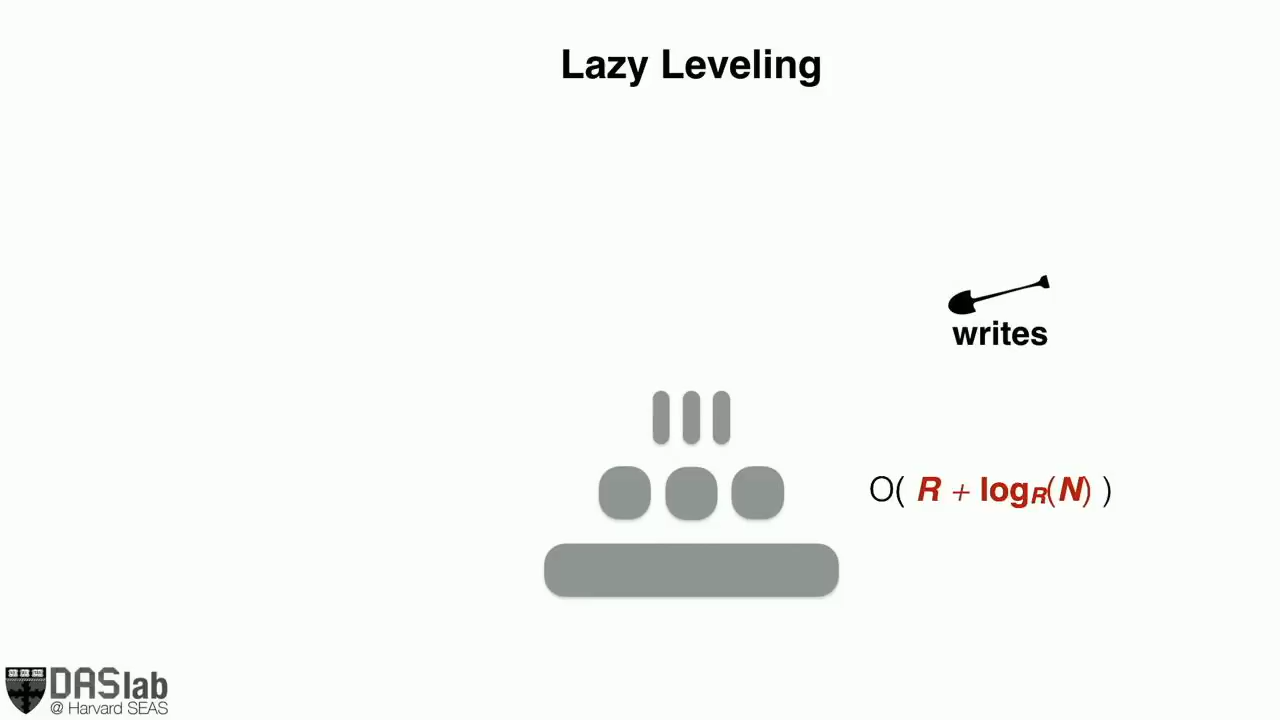 Lazy Leveling
writes
O( R + logR(N) )
DASlab
@ Harvard SEAS